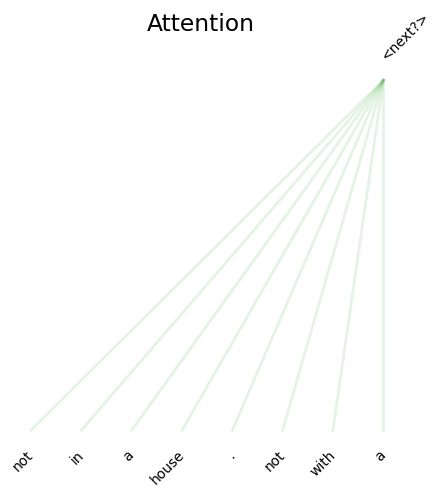 Attention
<next?>
not in a house . not with a